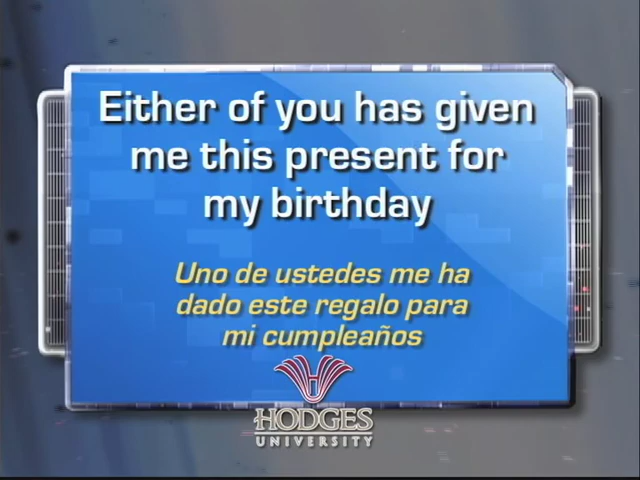 Either of you has given
me this present for
my birthday
Uno de ustedes me ha
dado este regalo para
mi cumpleaños
H
HODGES
UNIVERSITY